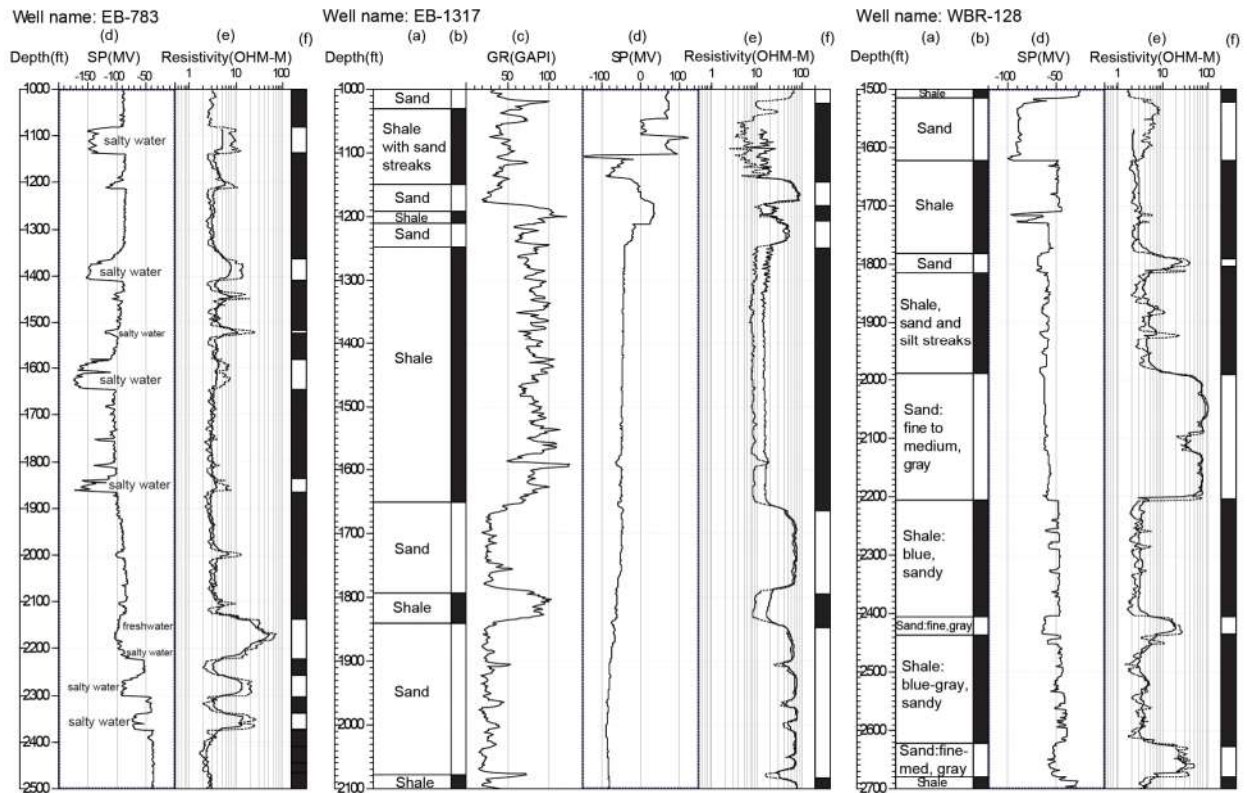 Well name: EB-783
(d) (e) (f)
Depth(ft) SP(MV) Resistivity(OHM-M)
-150 -100 -50 1 10 100
1000
1100
salty water
1200
1300
1400
salty water
1500
salty water
1600
salty water
1700
1800
salty water
1900
2000
2100
freshwater
2200
salty water
salty water
2300
salty water
2400
2500
Well name: EB-1317
(a) (b) (c) (d) (e) (f)
Depth(ft) GR(GAPI) SP(MV) Resistivity(OHM-M)
50 100 -100 0 100 1 10 100
1000
Sand
Shale
with sand
streaks
1100
Sand
1200
Shale
Sand
1300
1400
Shale
1500
1600
1700
Sand
1800
Shale
1900
Sand
2000
Shale
2100
Well name: WBR-128
(a) (b) (d) (e) (f)
Depth(ft) SP(MV) Resistivity(OHM-M)
-100 -50 1 10 100
1500
Shale
Sand
1600
1700
Shale
1800
Sand
Shale,
sand and
silt streaks
1900
2000
Sand:
fine to
medium,
gray
2100
2200
Shale:
blue,
sandy
2300
2400
Sand:fine,gray
Shale:
blue-gray,
sandy
2500
2600
Sand:fine-
med, gray
Shale
2700